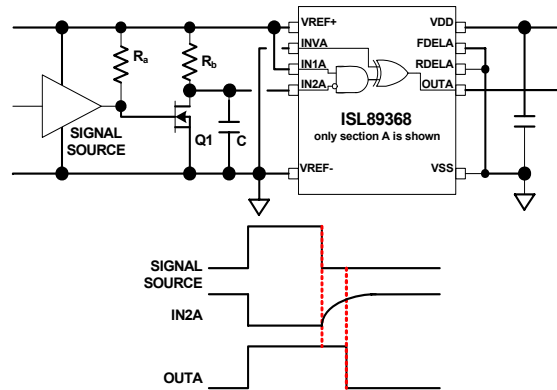 VREF+
VDD
INVA
FDELA
IN1A
RDELA
IN2A
OUTA
Ra
Rb
SIGNAL
SOURCE
Q1
C
ISL89368
only section A is shown
VREF-
VSS
SIGNAL
SOURCE
IN2A
OUTA